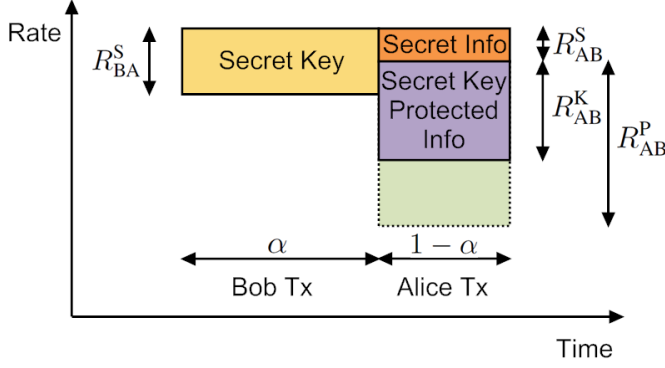 Rate
R^S_BA
Secret Key
Secret Info
R^S_AB
Secret Key
Protected
Info
R^K_AB
R^P_AB
α
1 − α
Bob Tx
Alice Tx
Time